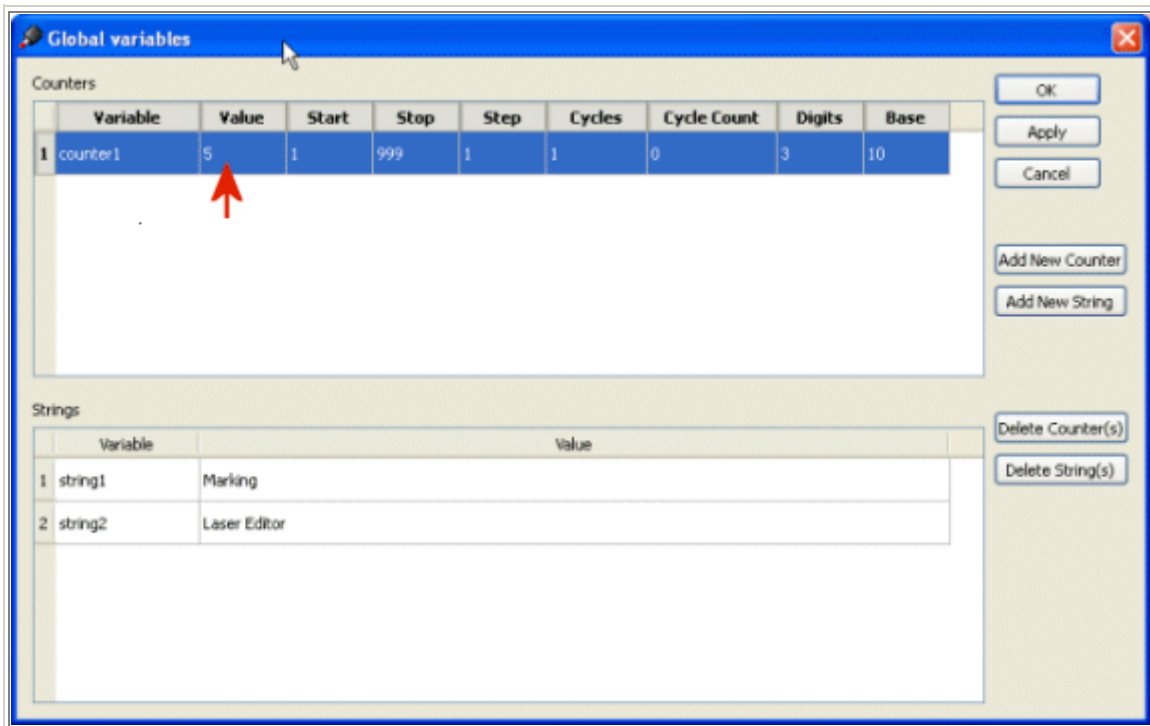 Global variables
Counters
Variable Value Start Stop Step Cycles Cycle Count Digits Base
1 counter1 5 1 999 1 1 0 3 10
OK
Apply
Cancel
Add New Counter
Add New String
Strings
Variable Value
1 string1 Marking
2 string2 Laser Editor
Delete Counter(s)
Delete String(s)